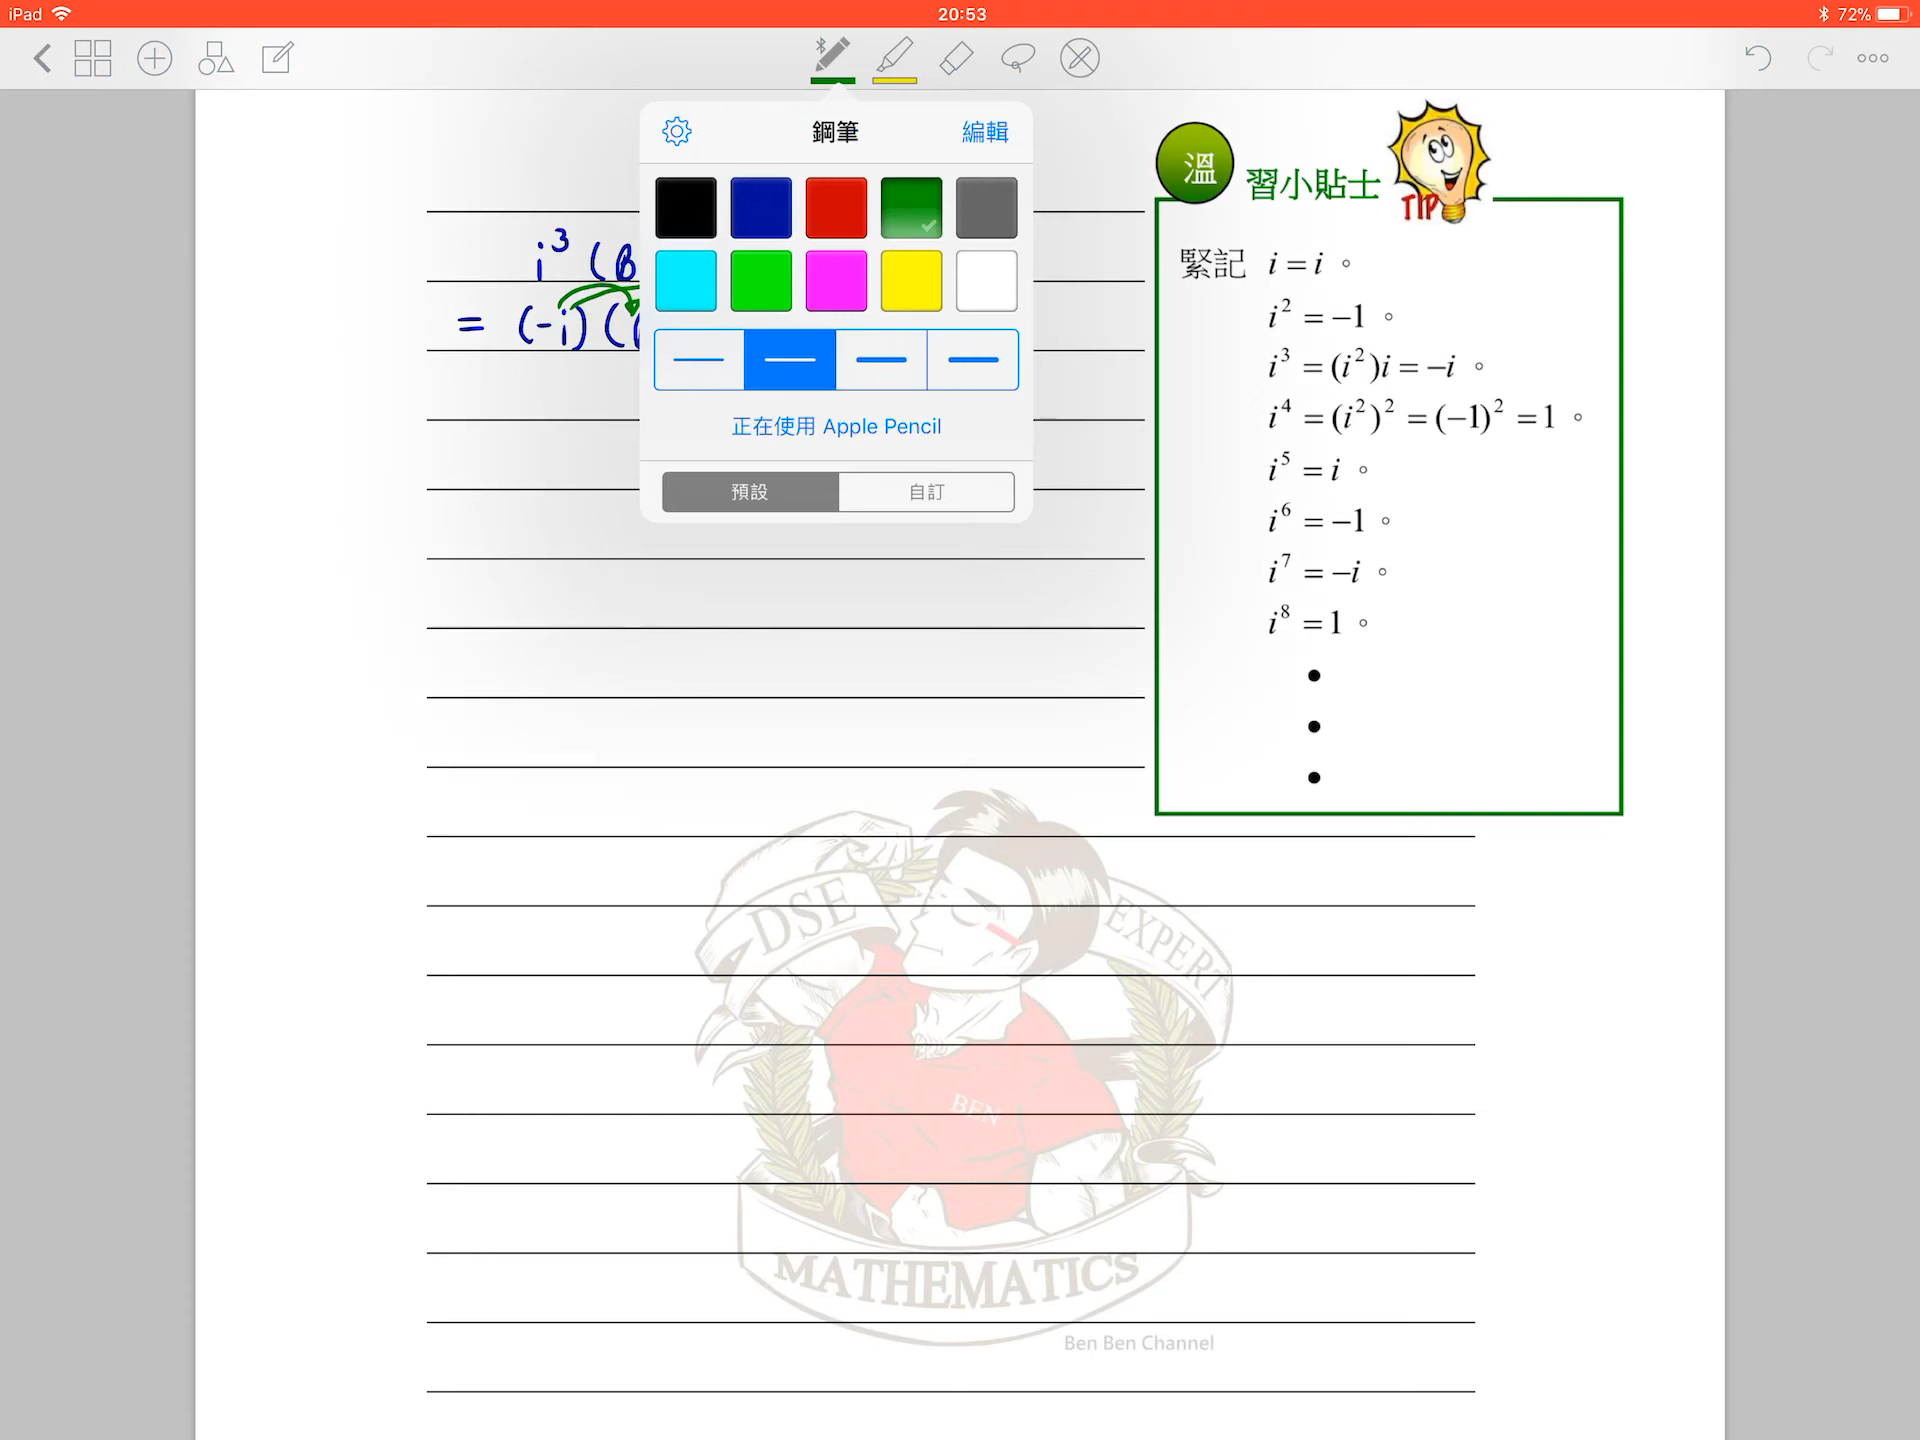 iPad 20:53 72%
鋼筆 編輯
正在使用 Apple Pencil
預設 自訂
i³ (B
= (-i) (
溫習小貼士
TIP
緊記 i = i 。
i² = −1 。
i³ = (i²)i = −i 。
i⁴ = (i²)² = (−1)² = 1 。
i⁵ = i 。
i⁶ = −1 。
i⁷ = −i 。
i⁸ = 1 。
DSE EXPERT
BEN
MATHEMATICS
Ben Ben Channel